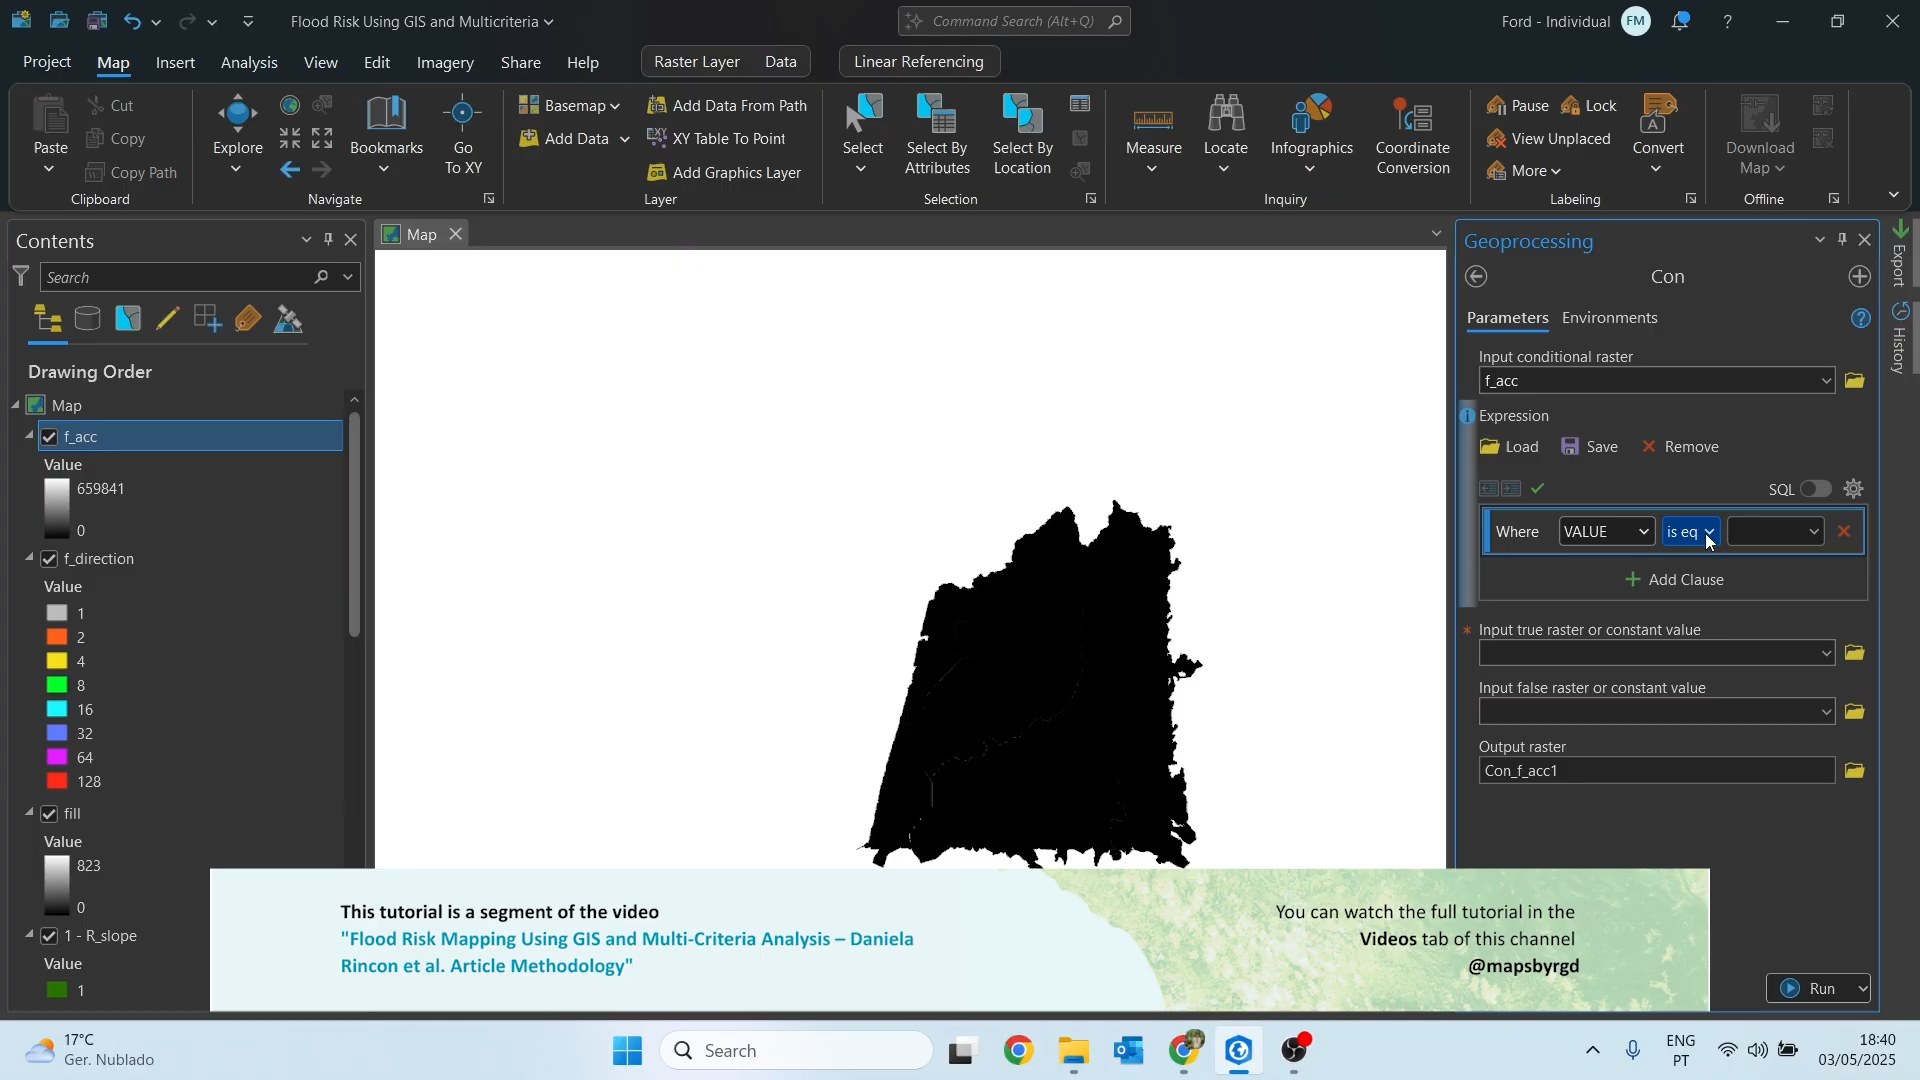 Flood Risk Using GIS and Multicriteria
Command Search (Alt+Q)
Ford - Individual
FM
?
Project
Map
Insert
Analysis
View
Edit
Imagery
Share
Help
Raster Layer
Data
Linear Referencing
Paste
Cut
Copy
Copy Path
Clipboard
Explore
Bookmarks
Go
To XY
Navigate
Basemap
Add Data
Add Data From Path
XY Table To Point
Add Graphics Layer
Layer
Select
Select By
Attributes
Select By
Location
Selection
Measure
Locate
Infographics
Coordinate
Conversion
Inquiry
Pause
Lock
View Unplaced
More
Convert
Labeling
Download
Map
Offline
Contents
Search
Drawing Order
Map
f_acc
Value
659841
0
f_direction
Value
1
2
4
8
16
32
64
128
fill
Value
823
0
1 - R_slope
Value
1
Map
Geoprocessing
Con
Parameters
Environments
?
Input conditional raster
f_acc
Expression
Load
Save
Remove
SQL
Where
VALUE
is eq
Add Clause
* Input true raster or constant value
Input false raster or constant value
Output raster
Con_f_acc1
Run
Export
History
This tutorial is a segment of the video
"Flood Risk Mapping Using GIS and Multi-Criteria Analysis – Daniela
Rincon et al. Article Methodology"
You can watch the full tutorial in the
Videos tab of this channel
@mapsbyrgd
17°C
Ger. Nublado
Search
ENG
PT
18:40
03/05/2025